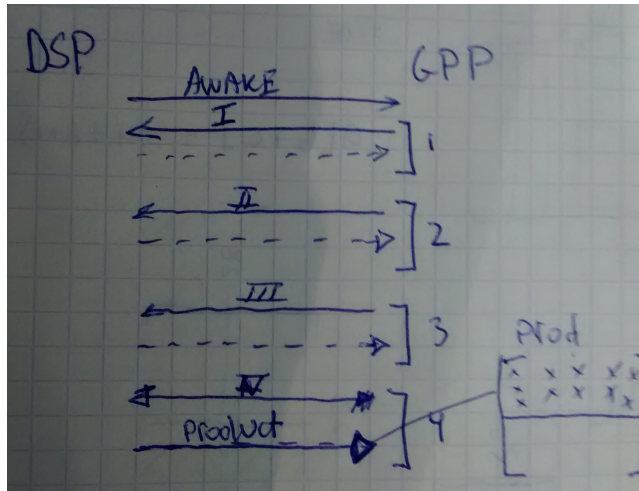 DSP GPP
AWAKE
I
1
II
2
III
3
Prod
x x x x x
x x x x x
x
IV
4
Product